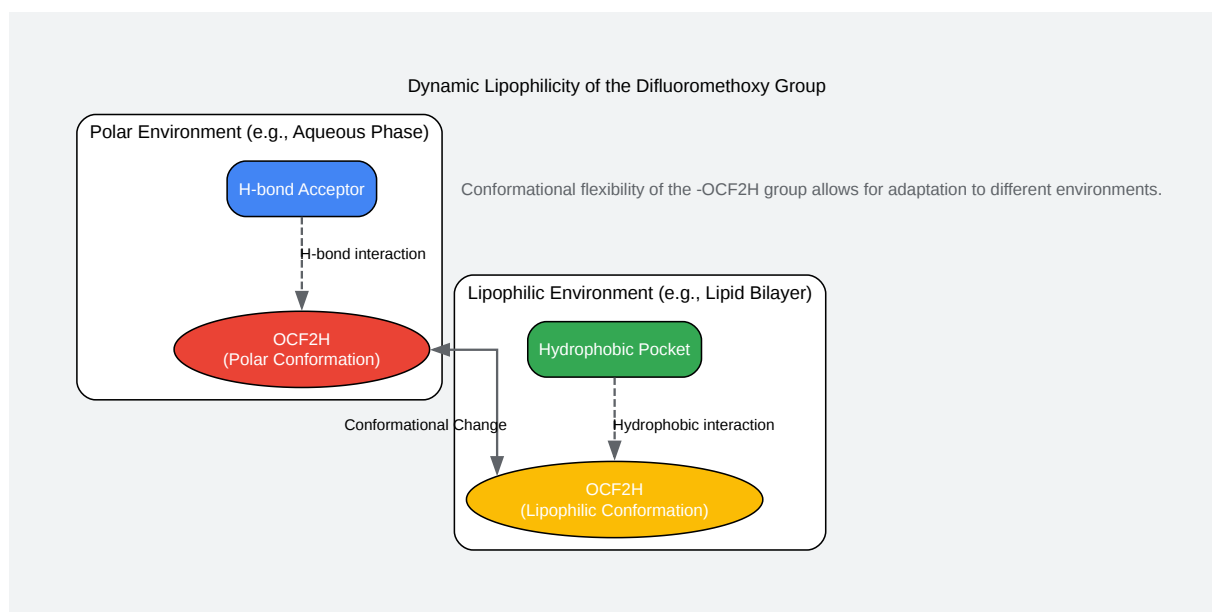 Dynamic Lipophilicity of the Difluoromethoxy Group
Polar Environment (e.g., Aqueous Phase)
H-bond Acceptor
Conformational flexibility of the -OCF2H group allows for adaptation to different environments.
H-bond interaction
Lipophilic Environment (e.g., Lipid Bilayer)
OCF2H
(Polar Conformation)
Hydrophobic Pocket
Conformational Change
Hydrophobic interaction
OCF2H
(Lipophilic Conformation)